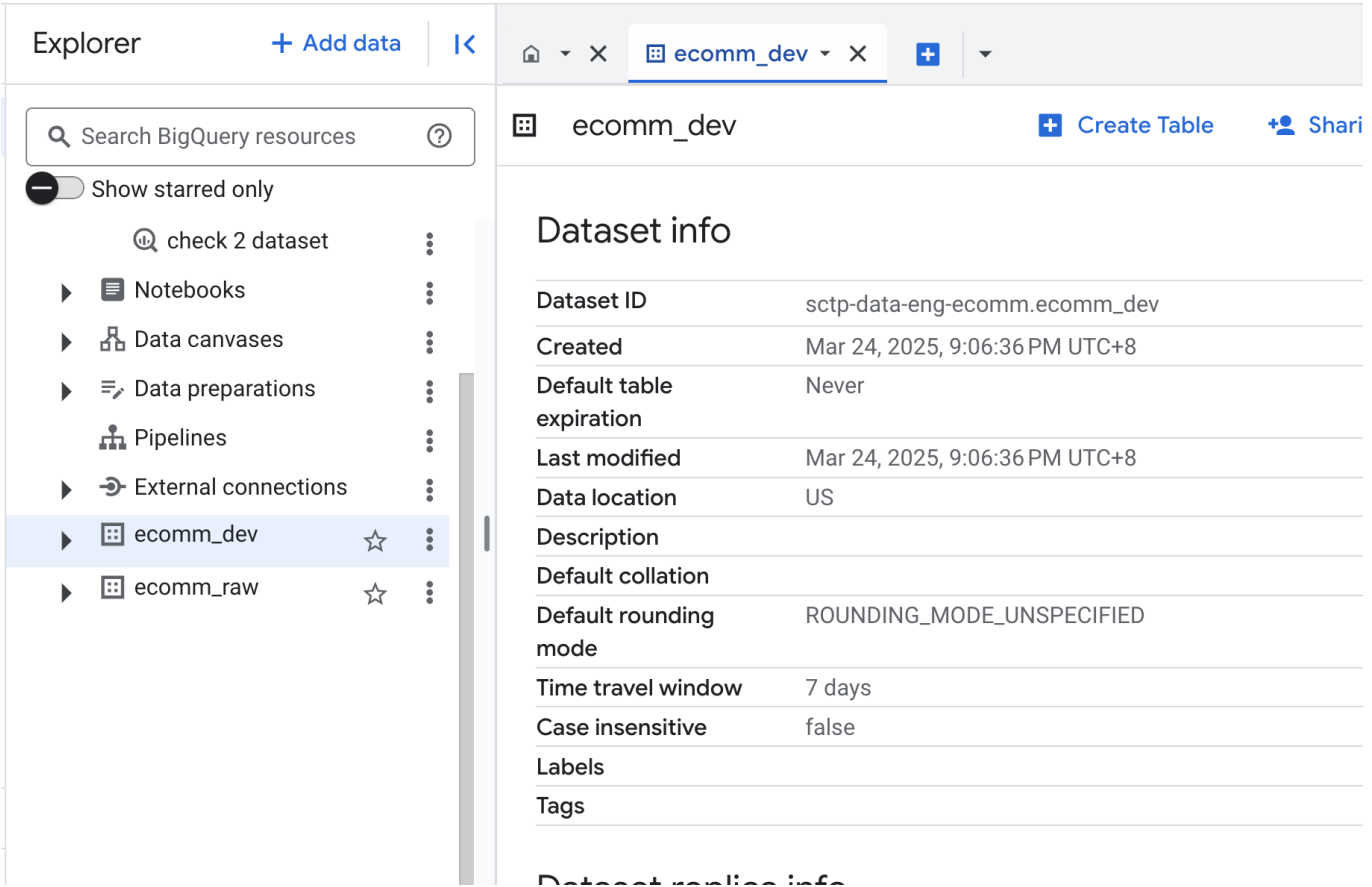 Explorer
+ Add data
ecomm_dev
Search BigQuery resources
ecomm_dev
Create Table
Shari
Show starred only
check 2 dataset
Notebooks
Data canvases
Data preparations
Pipelines
External connections
ecomm_dev
ecomm_raw
Dataset info
Dataset ID sctp-data-eng-ecomm.ecomm_dev
Created Mar 24, 2025, 9:06:36 PM UTC+8
Default table Never
expiration
Last modified Mar 24, 2025, 9:06:36 PM UTC+8
Data location US
Description
Default collation
Default rounding ROUNDING_MODE_UNSPECIFIED
mode
Time travel window 7 days
Case insensitive false
Labels
Tags
Dataset replica info